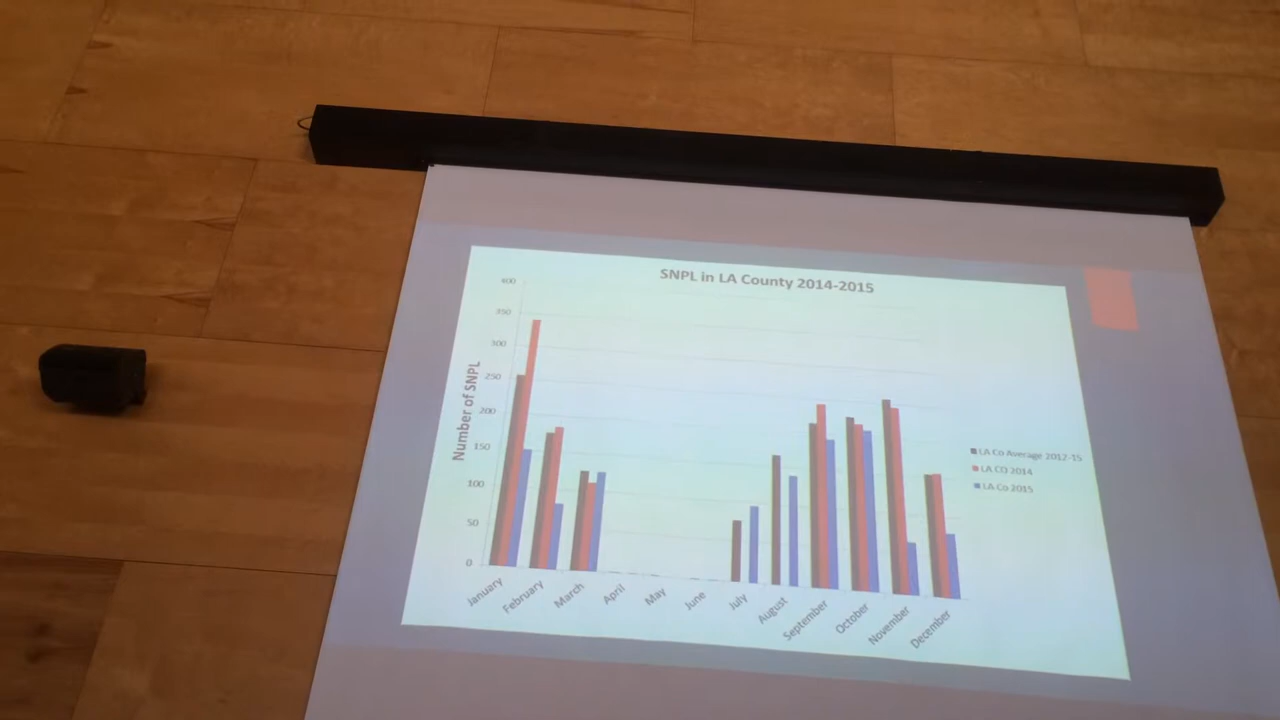 SNPL in LA County 2014-2015
Number of SNPL
400
350
300
250
200
150
100
50
0
January
February
March
April
May
June
July
August
September
October
November
December
LA Co Average 2012-15
LA CO 2014
LA Co 2015